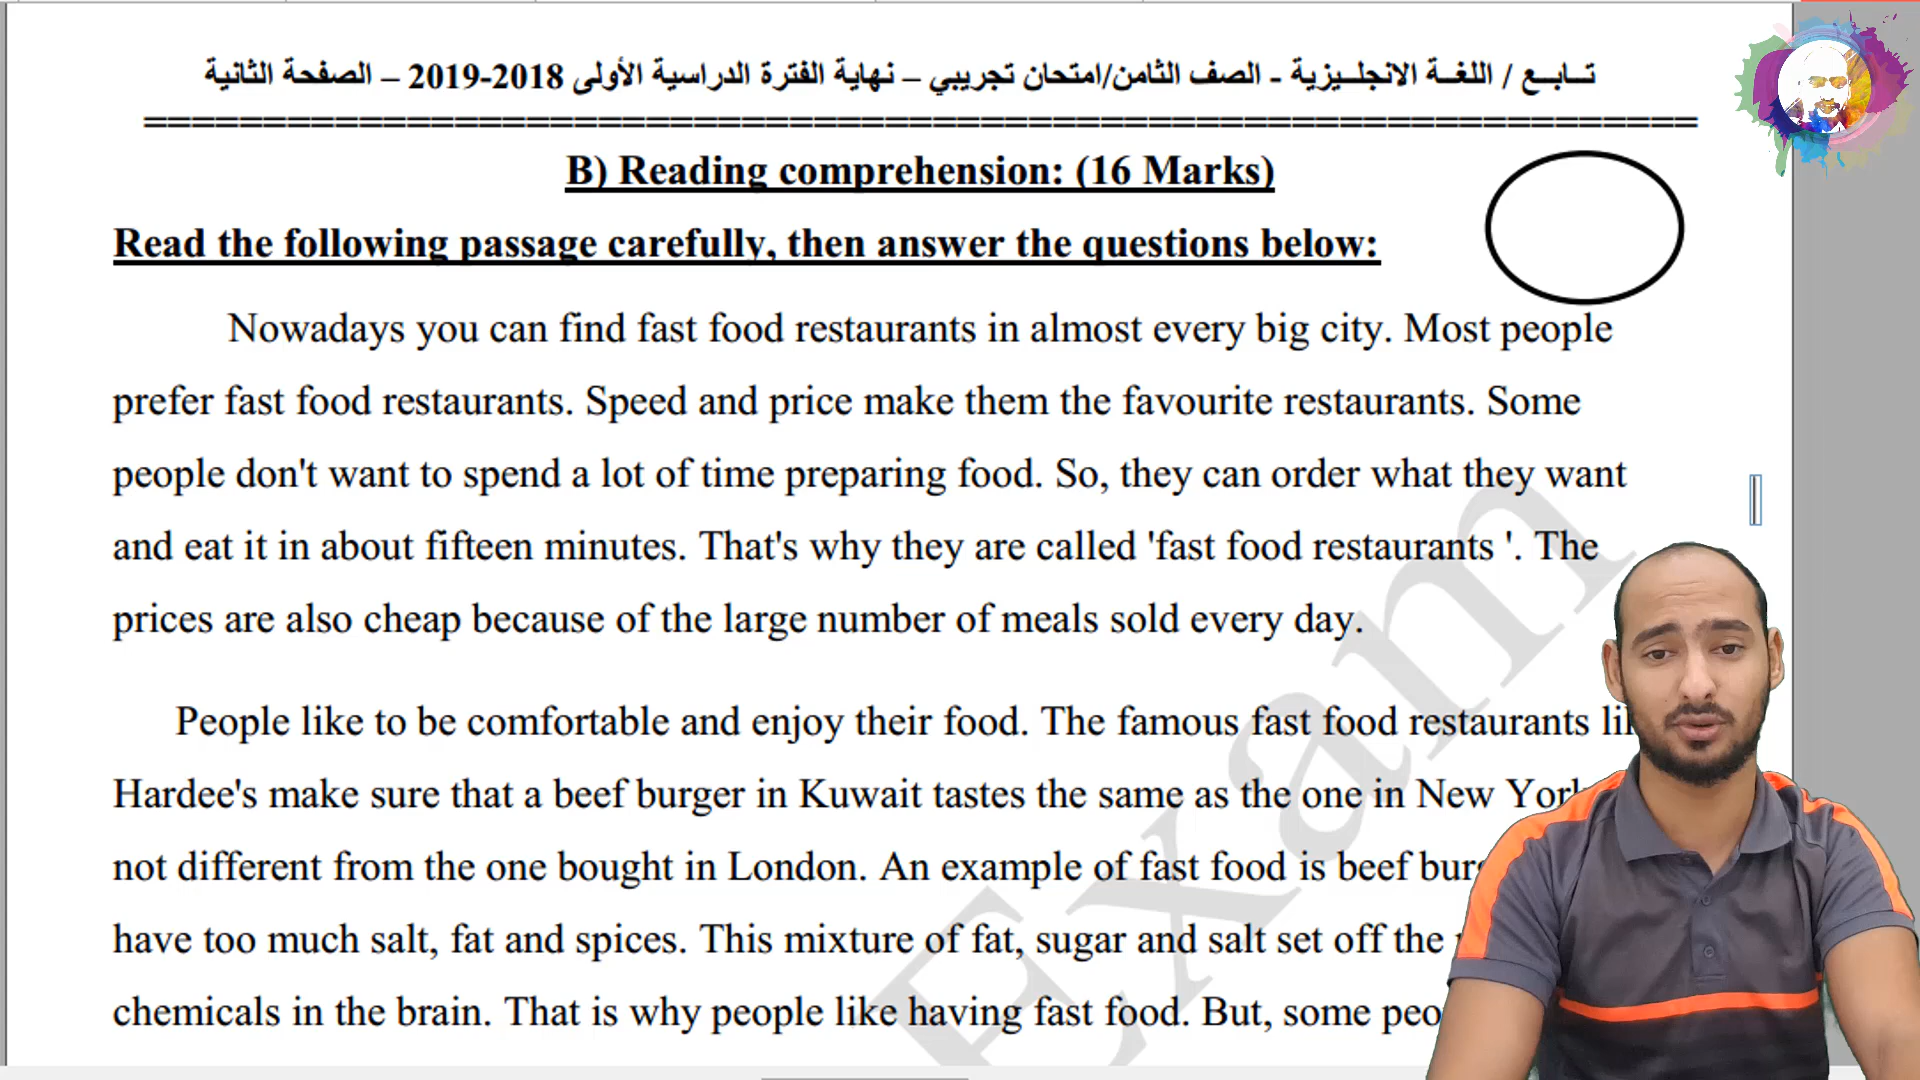 تــابــع / اللغــة الانجلــيزية - الصف الثامن/امتحان تجريبي – نهاية الفترة الدراسية الأولى 2018-2019 – الصفحة الثانية
B) Reading comprehension: (16 Marks)
Read the following passage carefully, then answer the questions below:
Nowadays you can find fast food restaurants in almost every big city. Most people
prefer fast food restaurants. Speed and price make them the favourite restaurants. Some
people don't want to spend a lot of time preparing food. So, they can order what they want
and eat it in about fifteen minutes. That's why they are called 'fast food restaurants '. The
prices are also cheap because of the large number of meals sold every day.
People like to be comfortable and enjoy their food. The famous fast food restaurants
Hardee's make sure that a beef burger in Kuwait tastes the same as the one in New York
not different from the one bought in London. An example of fast food is beef
have too much salt, fat and spices. This mixture of fat, sugar and salt set off the
chemicals in the brain. That is why people like having fast food. But, some
Exam